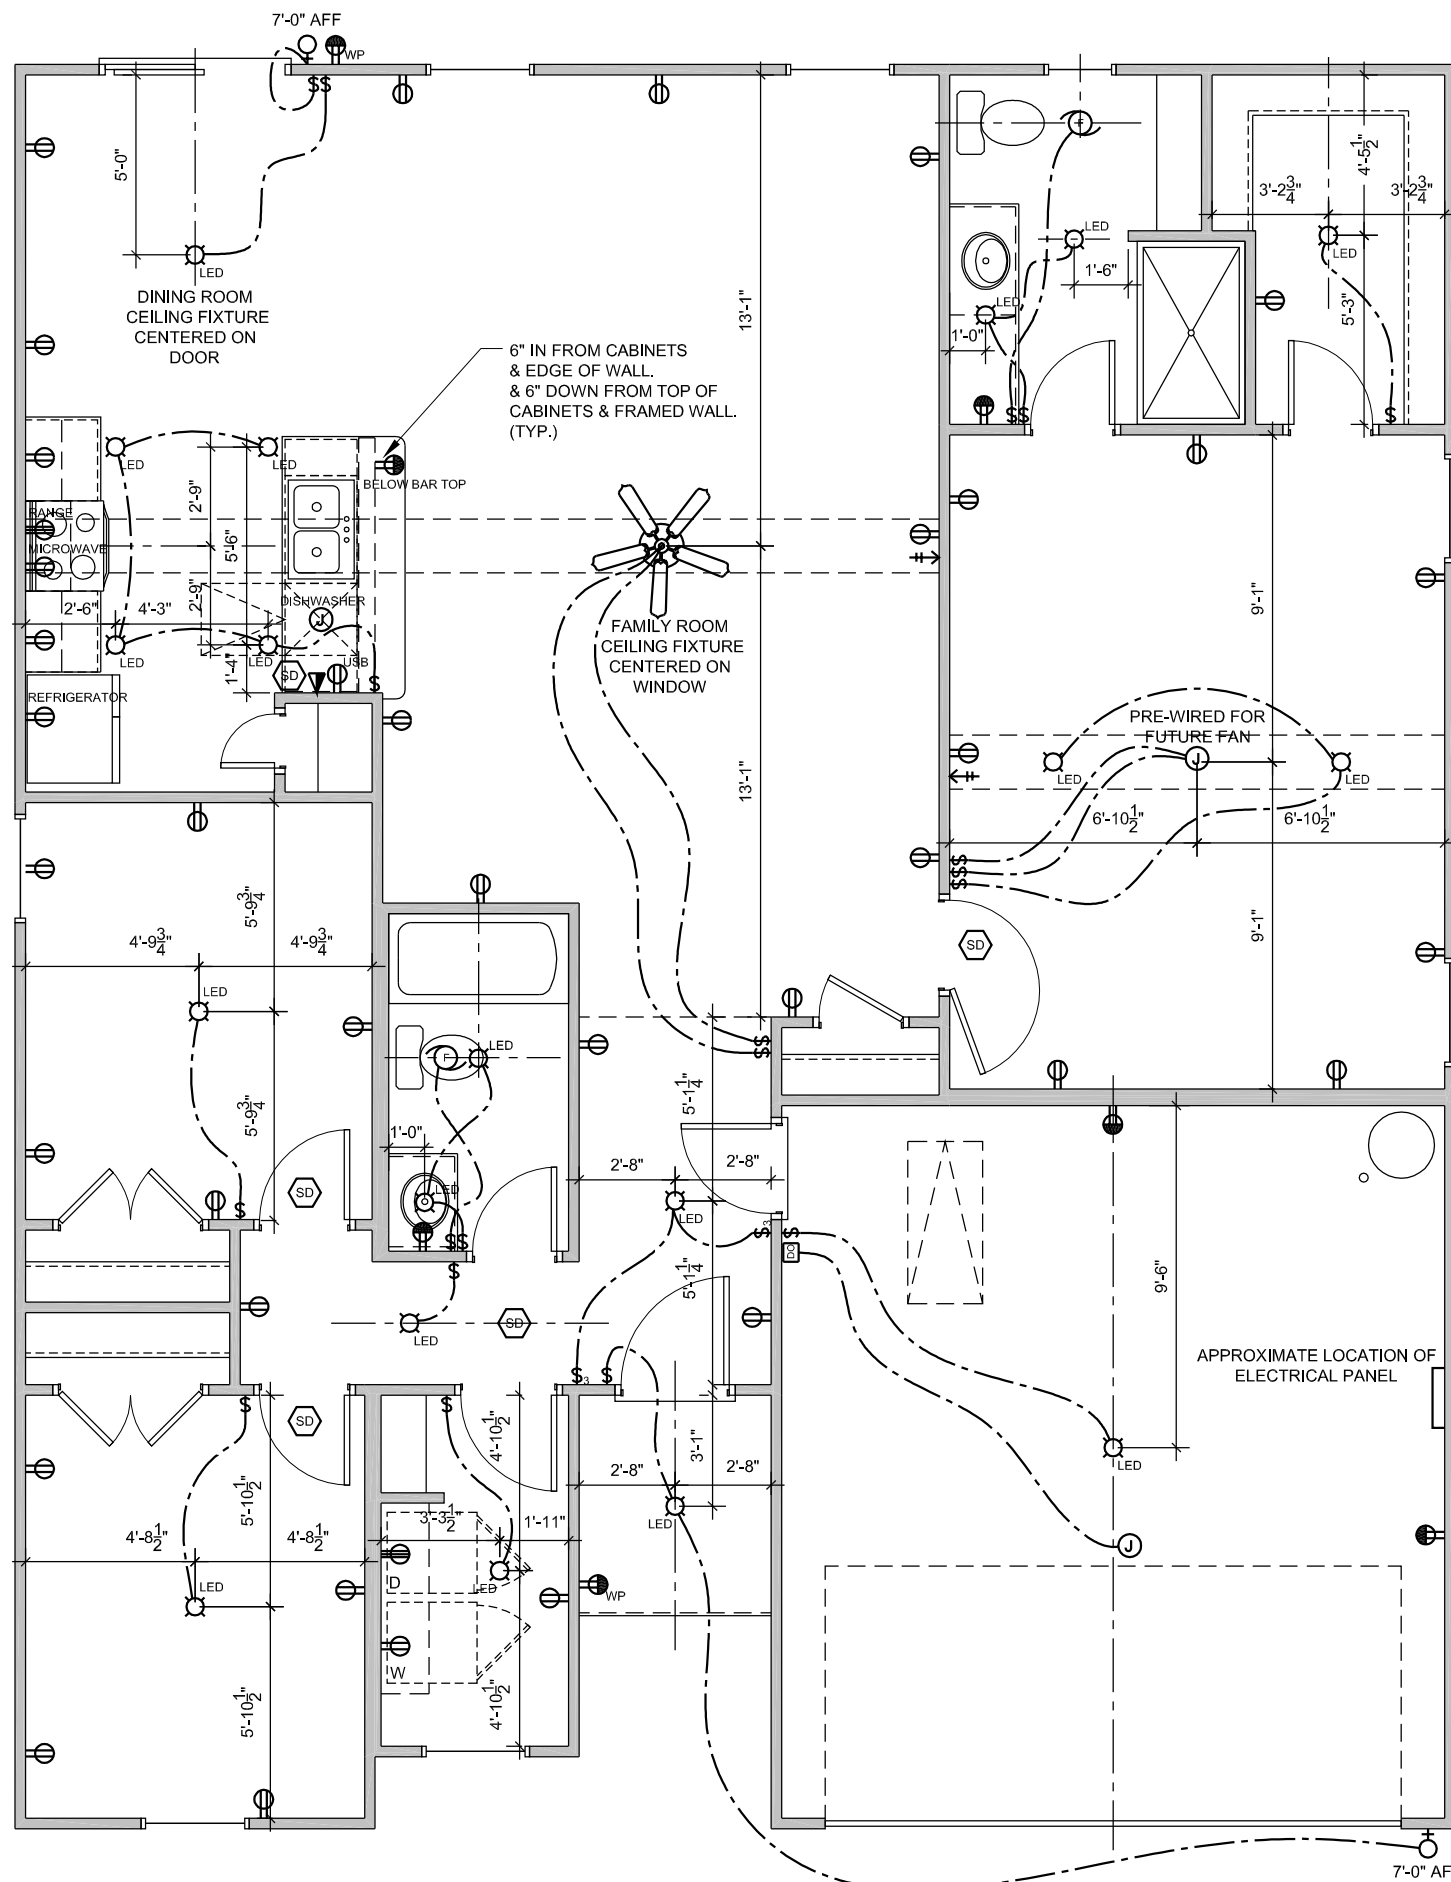 7'-0" AFF
WP
$$
5'-0"
LED
DINING ROOM
CEILING FIXTURE
CENTERED ON
DOOR
13'-1"
F
LED
1'-6"
LED
1'-0"
$$
4'-5 1/2"
3'-2 3/4"
3'-2 3/4"
LED
5'-3"
$
6" IN FROM CABINETS
& EDGE OF WALL.
& 6" DOWN FROM TOP OF
CABINETS & FRAMED WALL.
(TYP.)
LED
LED
BELOW BAR TOP
2'-9"
5'-6"
RANGE
MICROWAVE
2'-9"
2'-6"
4'-3"
DISHWASHER
J
LED
LED
1'-4"
SD
USB
$
REFRIGERATOR
FAMILY ROOM
CEILING FIXTURE
CENTERED ON
WINDOW
9'-1"
PRE-WIRED FOR
FUTURE FAN
J
LED
LED
13'-1"
6'-10 1/2"
6'-10 1/2"
$
$
$
9'-1"
SD
5'-9 3/4"
4'-9 3/4"
4'-9 3/4"
LED
5'-9 3/4"
$
SD
F
LED
1'-0"
LED
$$
$
LED
SD
$
$
5'-1 1/4"
2'-8"
2'-8"
LED
$3
$
DO
5'-1 1/4"
$3
$
9'-6"
APPROXIMATE LOCATION OF
ELECTRICAL PANEL
LED
J
$
SD
5'-10 1/2"
4'-8 1/2"
4'-8 1/2"
LED
5'-10 1/2"
$
4'-10 1/2"
3'-3 1/2"
1'-11"
D
LED
W
4'-10 1/2"
3'-1"
2'-8"
2'-8"
LED
WP
7'-0" AF